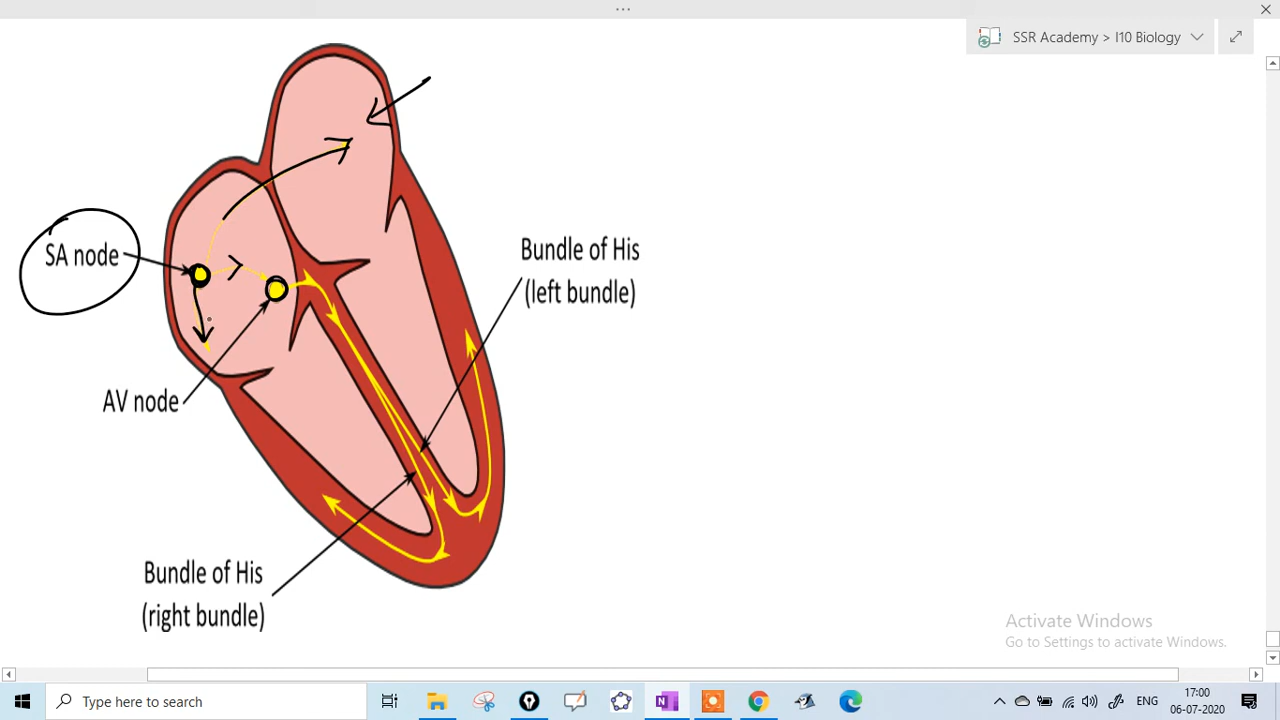 SSR Academy > I10 Biology
SA node
Bundle of His
(left bundle)
AV node
Bundle of His
(right bundle)
Activate Windows
Go to Settings to activate Windows.
Type here to search
ENG
17:00
06-07-2020